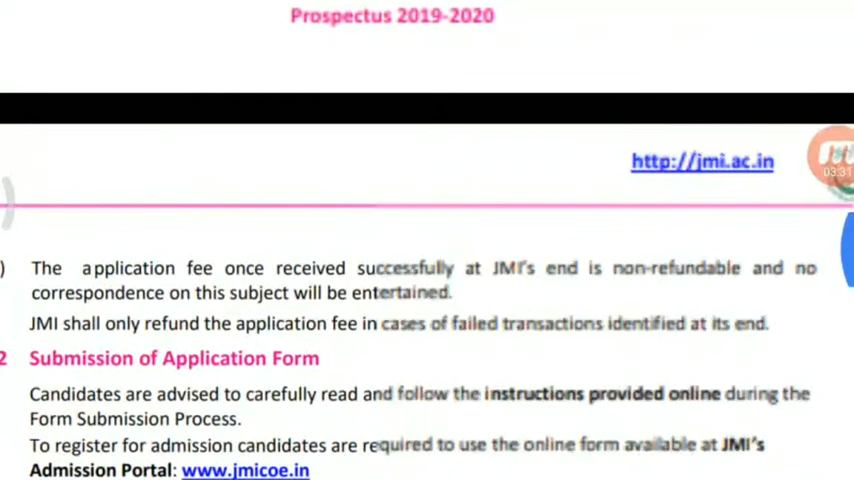 Prospectus 2019-2020
http://jmi.ac.in
03:31
) The application fee once received successfully at JMI's end is non-refundable and no
correspondence on this subject will be entertained.
JMI shall only refund the application fee in cases of failed transactions identified at its end.
2 Submission of Application Form
Candidates are advised to carefully read and follow the instructions provided online during the
Form Submission Process.
To register for admission candidates are required to use the online form available at JMI's
Admission Portal: www.jmicoe.in